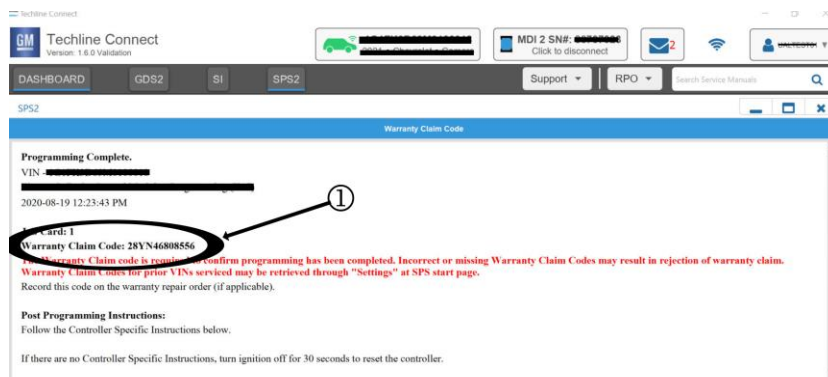 Techline Connect
GM
Techline Connect
Version: 1.6.0 Validation
MDI 2 SN#:
Click to disconnect
2
DASHBOARD
GDS2
SI
SPS2
Support
RPO
Search Service Manuals
SPS2
Warranty Claim Code
Programming Complete.
VIN -
2020-08-19 12:23:43 PM
①
Card: 1
Warranty Claim Code: 28YN46808556
The Warranty Claim code is required to confirm programming has been completed. Incorrect or missing Warranty Claim Codes may result in rejection of warranty claim.
Warranty Claim Codes for prior VINs serviced may be retrieved through "Settings" at SPS start page.
Record this code on the warranty repair order (if applicable).
Post Programming Instructions:
Follow the Controller Specific Instructions below.
If there are no Controller Specific Instructions, turn ignition off for 30 seconds to reset the controller.